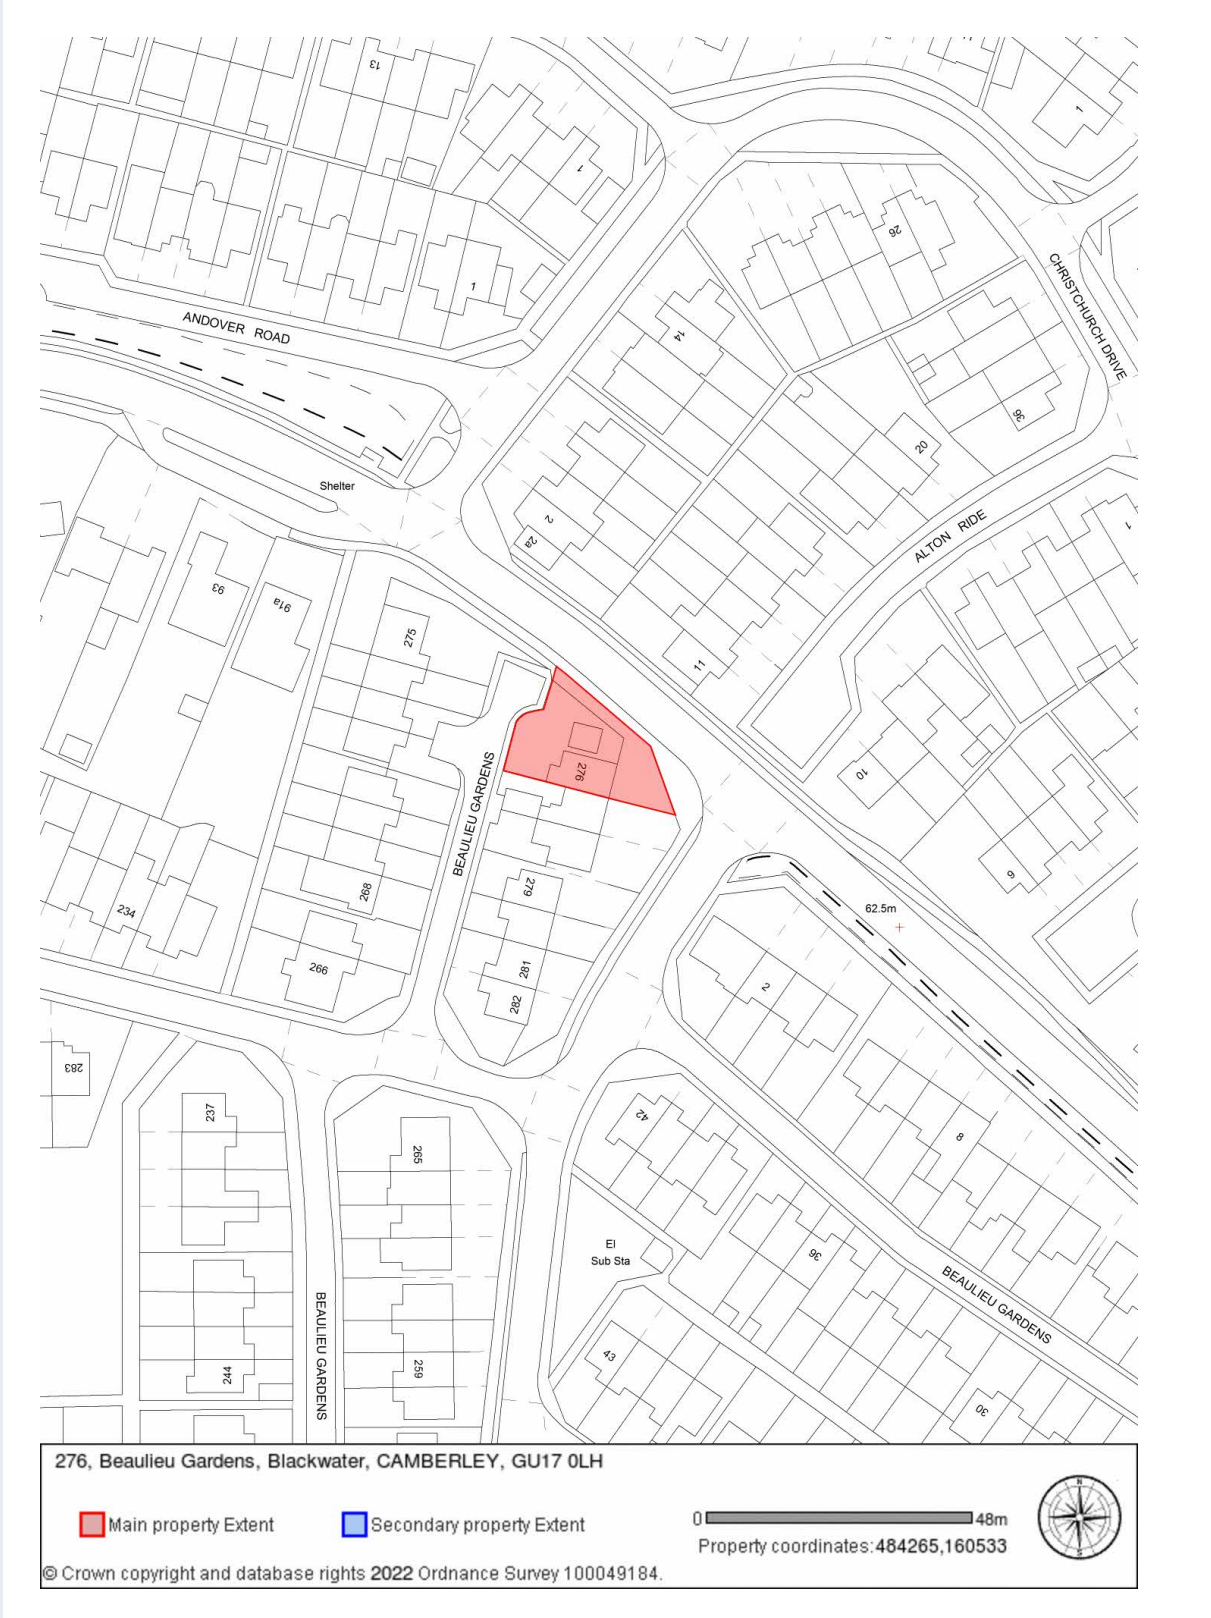 13
1
1
26
1
CHRISTCHURCH DRIVE
ANDOVER ROAD
14
36
20
Shelter
2
2a
ALTON RIDE
1
93
91a
275
11
276
10
BEAULIEU GARDENS
9
268
279
234
62.5m
266
281
282
2
283
237
42
8
265
El
Sub Sta
36
BEAULIEU GARDENS
BEAULIEU GARDENS
43
244
259
30
276, Beaulieu Gardens, Blackwater, CAMBERLEY, GU17 0LH
Main property Extent
Secondary property Extent
0
48m
Property coordinates: 484265,160533
N
S
© Crown copyright and database rights 2022 Ordnance Survey 100049184.